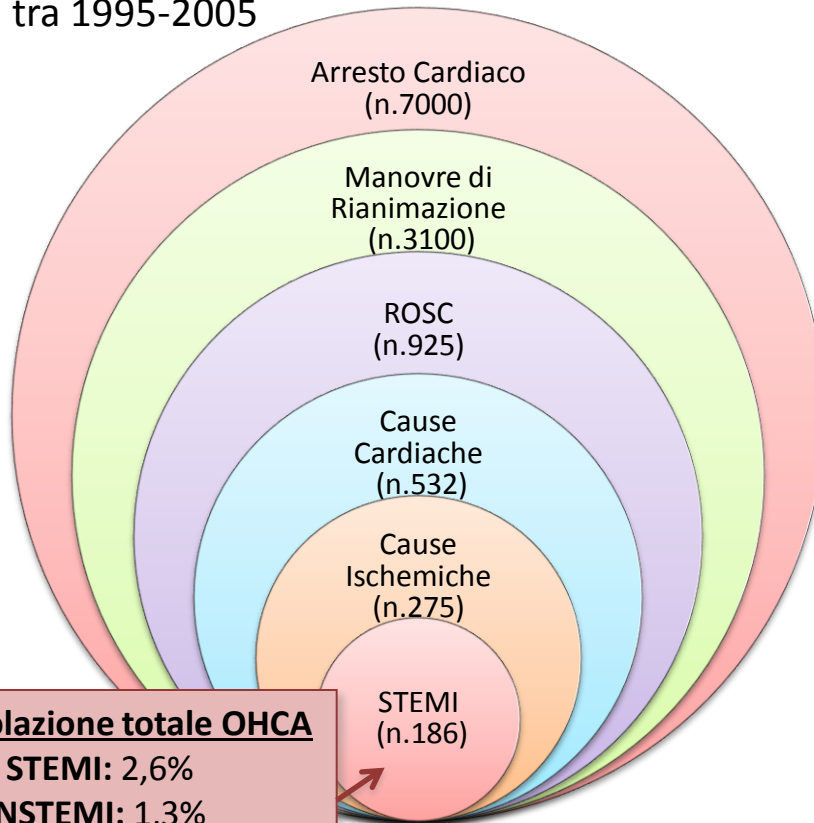 tra 1995-2005
Arresto Cardiaco
(n.7000)
Manovre di
Rianimazione
(n.3100)
ROSC
(n.925)
Cause
Cardiache
(n.532)
Cause
Ischemiche
(n.275)
STEMI
(n.186)
totale OHCA
STEMI: 2,6%
NSTEMI: 1,3%